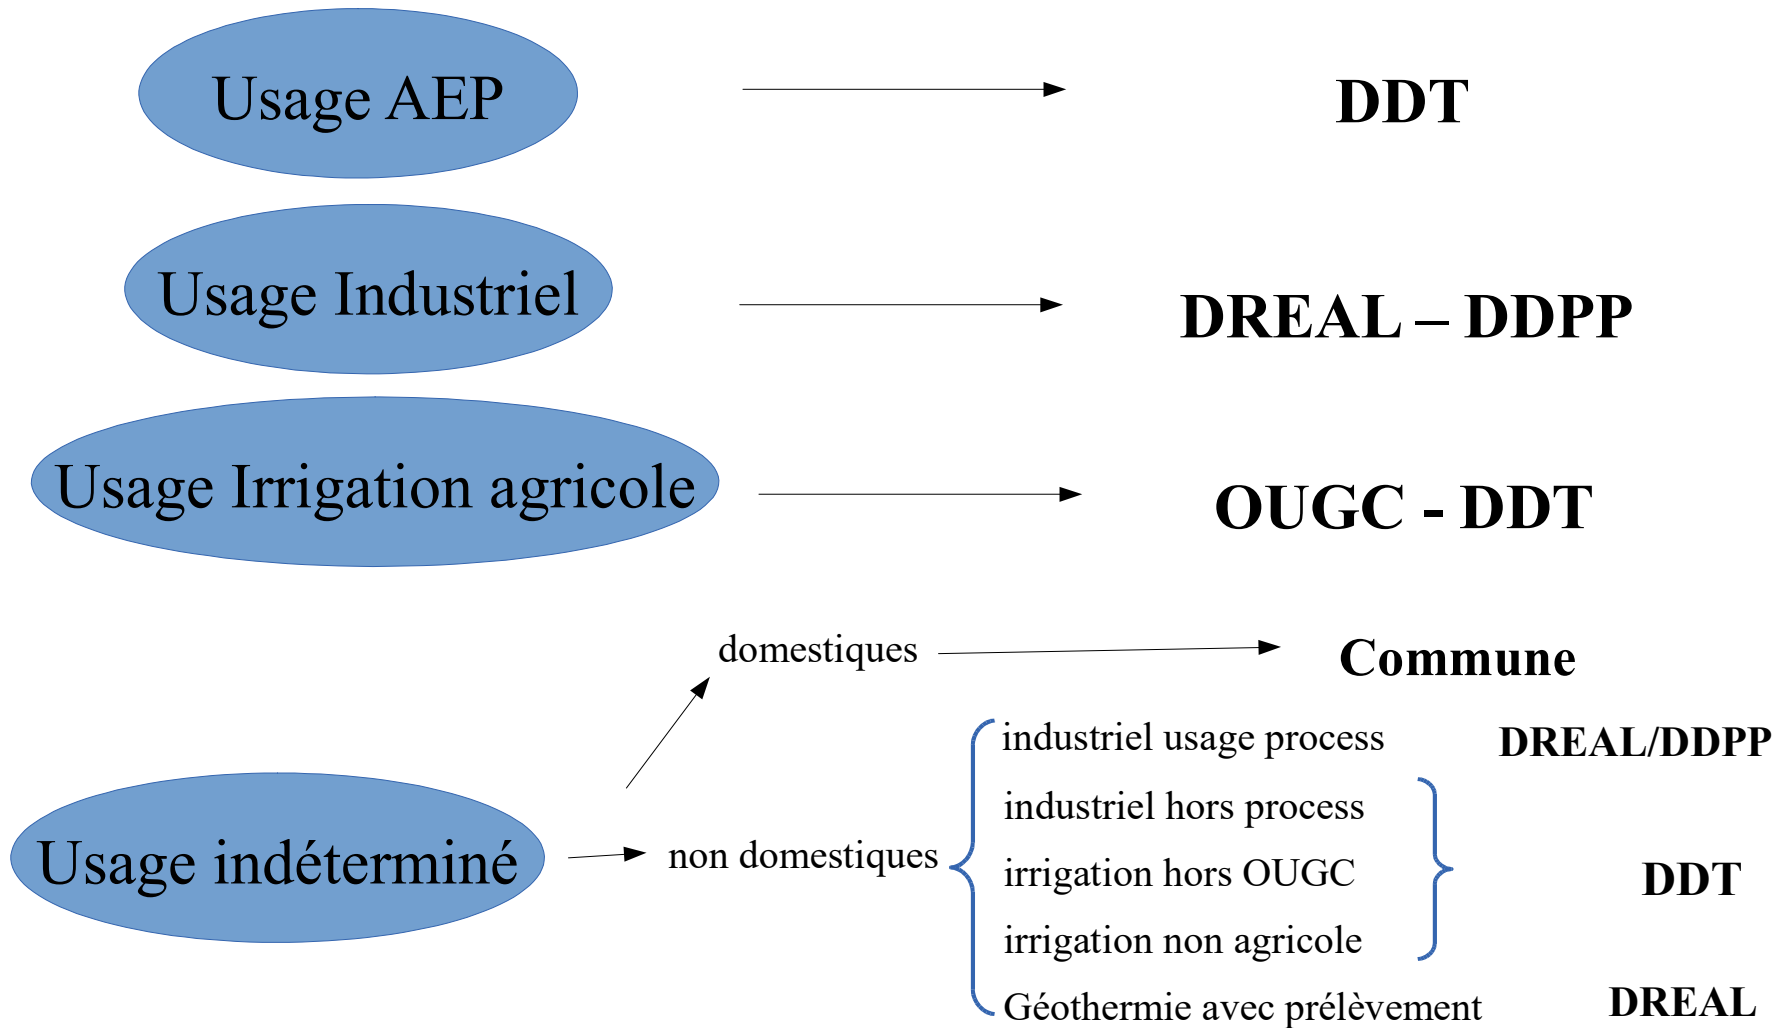 Usage AEP
DDT
Usage Industriel
DREAL – DDPP
Usage Irrigation agricole
OUGC - DDT
domestiques
Commune
industriel usage process
DREAL/DDPP
industriel hors process
Usage indéterminé
non domestiques
irrigation hors OUGC
DDT
irrigation non agricole
Géothermie avec prélèvement
DREAL